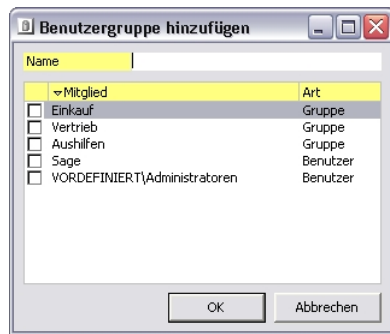 Benutzergruppe hinzufügen
Name
Mitglied Art
Einkauf Gruppe
Vertrieb Gruppe
Aushilfen Gruppe
Sage Benutzer
VORDEFINIERT\Administratoren Benutzer
OK Abbrechen